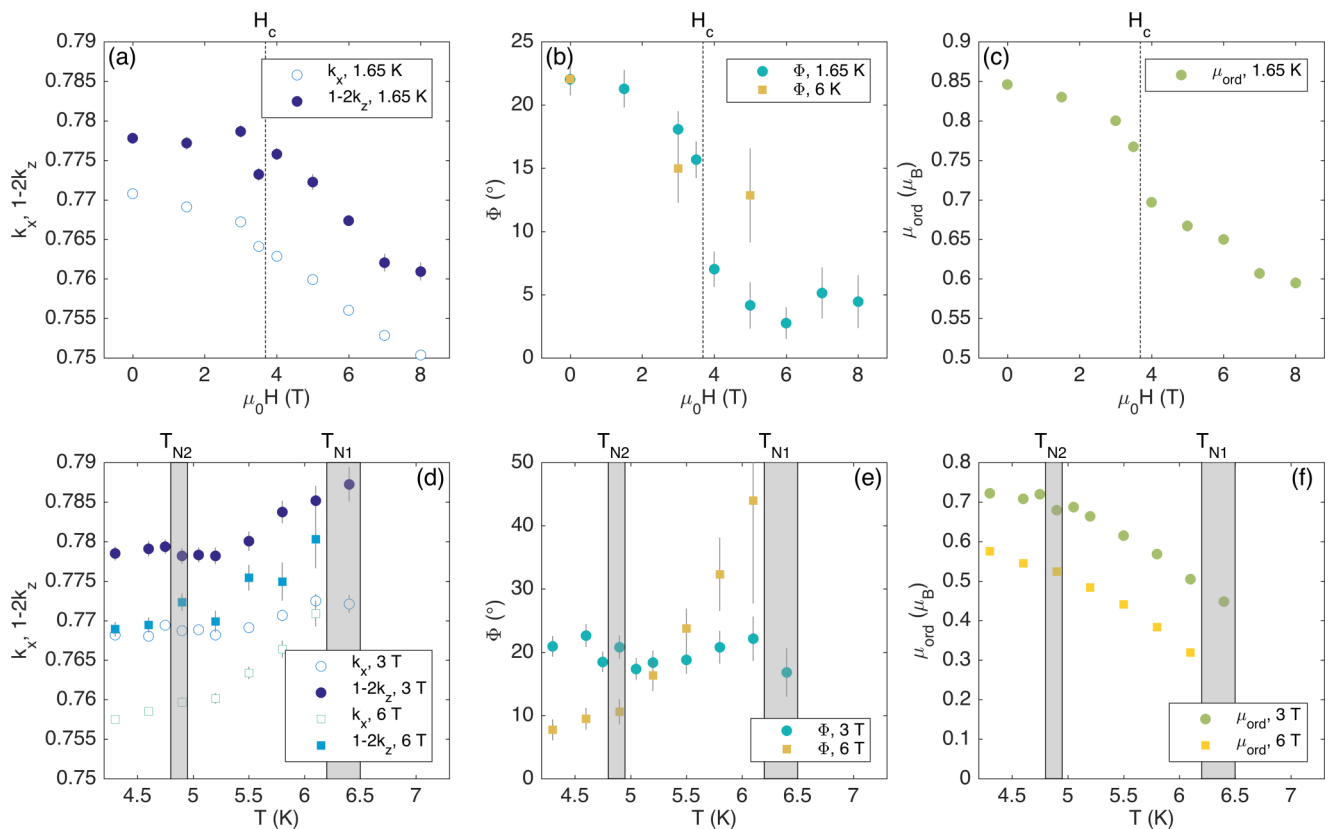 H_c
(a)
k_x, 1.65 K
1-2k_z, 1.65 K
0.79
0.785
0.78
0.775
0.77
0.765
0.76
0.755
0.75
k_x, 1-2k_z
0 2 4 6 8
μ_0H (T)
H_c
(b)
Φ, 1.65 K
Φ, 6 K
25
20
15
10
5
0
Φ (°)
0 2 4 6 8
μ_0H (T)
H_c
(c)
μ_ord, 1.65 K
0.9
0.85
0.8
0.75
0.7
0.65
0.6
0.55
0.5
μ_ord (μ_B)
0 2 4 6 8
μ_0H (T)
T_N2 T_N1
(d)
0.79
0.785
0.78
0.775
0.77
0.765
0.76
0.755
0.75
k_x, 1-2k_z
k_x, 3 T
1-2k_z, 3 T
k_x, 6 T
1-2k_z, 6 T
4.5 5 5.5 6 6.5 7
T (K)
T_N2 T_N1
(e)
50
40
30
20
10
0
Φ (°)
Φ, 3 T
Φ, 6 T
4.5 5 5.5 6 6.5 7
T (K)
T_N2 T_N1
(f)
0.8
0.7
0.6
0.5
0.4
0.3
0.2
0.1
0
μ_ord (μ_B)
μ_ord, 3 T
μ_ord, 6 T
4.5 5 5.5 6 6.5 7
T (K)